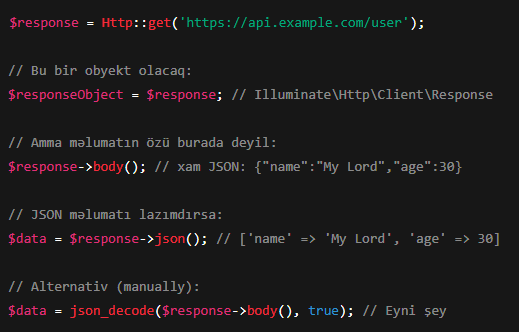 $response = Http::get('https://api.example.com/user');
// Bu bir obyekt olacaq:
$responseObject = $response; // Illuminate\Http\Client\Response
// Amma məlumatın özü burada deyil:
$response->body(); // xam JSON: {"name":"My Lord","age":30}
// JSON məlumatı lazımdırsa:
$data = $response->json(); // ['name' => 'My Lord', 'age' => 30]
// Alternativ (manually):
$data = json_decode($response->body(), true); // Eyni şey